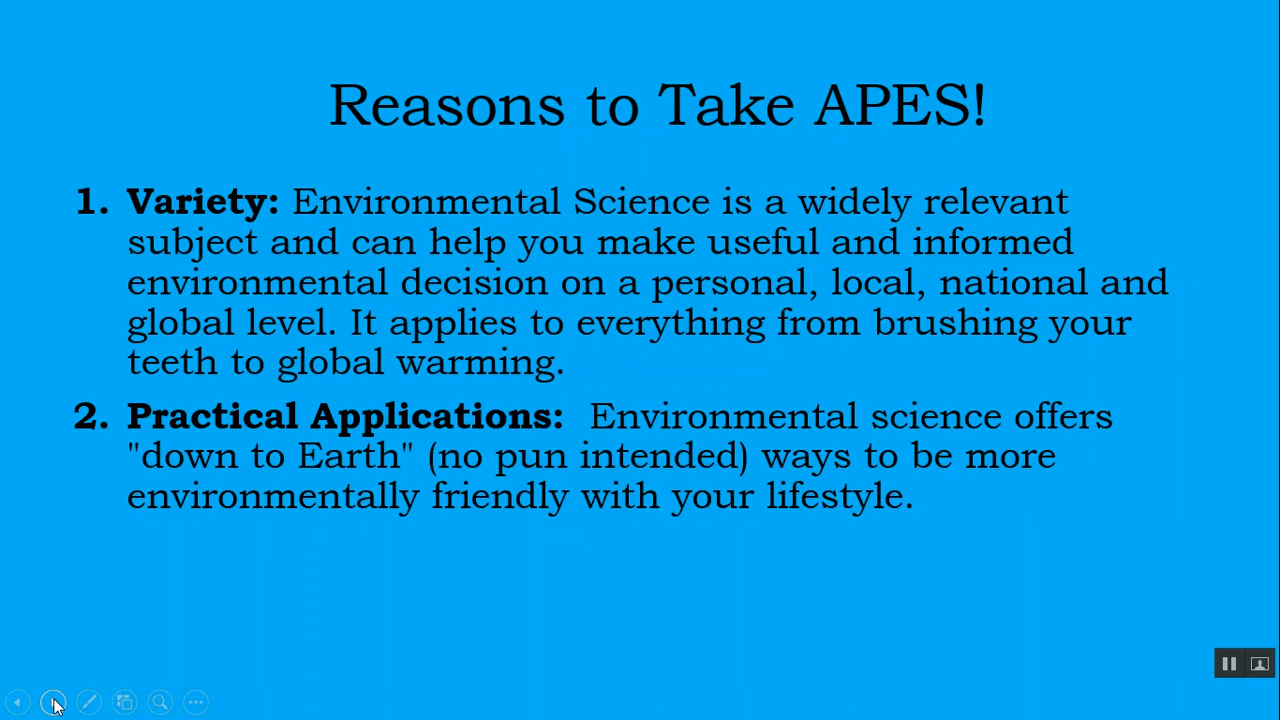 Reasons to Take APES!
1. Variety: Environmental Science is a widely relevant
subject and can help you make useful and informed
environmental decision on a personal, local, national and
global level. It applies to everything from brushing your
teeth to global warming.
2. Practical Applications:  Environmental science offers
"down to Earth" (no pun intended) ways to be more
environmentally friendly with your lifestyle.